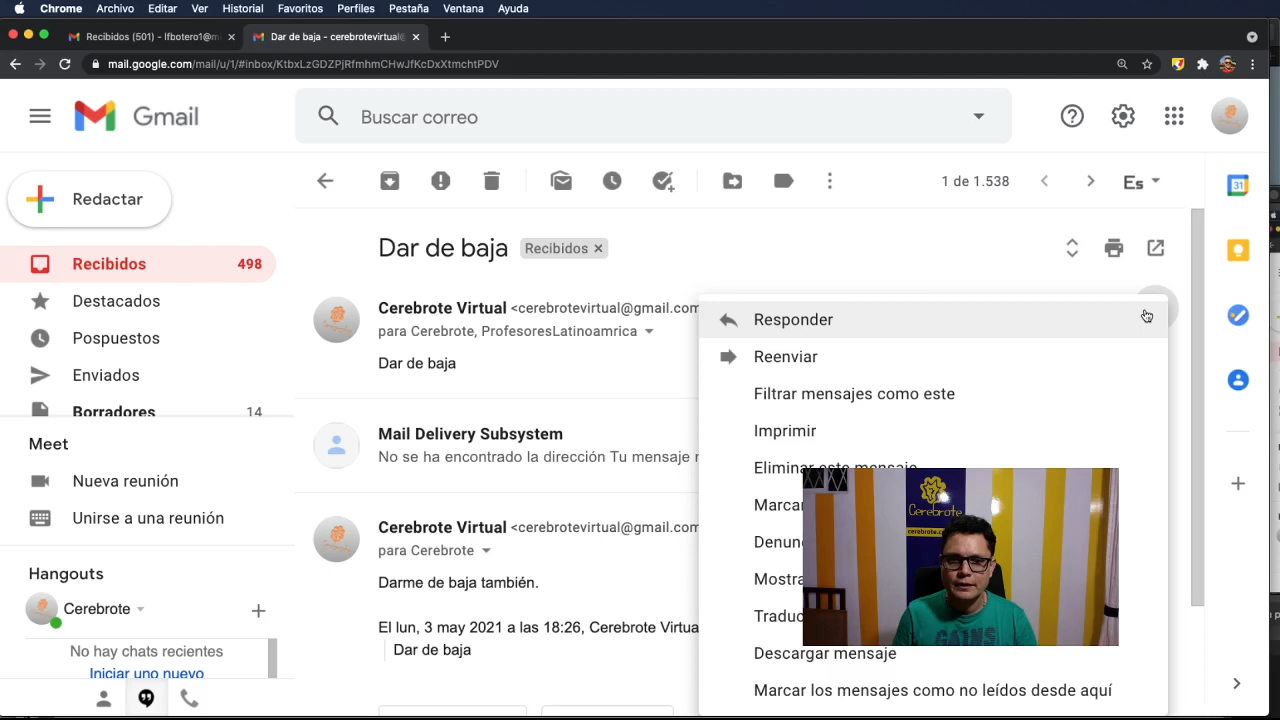 Chrome Archivo Editar Ver Historial Favoritos Perfiles Pestaña Ventana Ayuda
Recibidos (501) - lfbotero1@m
Dar de baja - cerebrotevirtual@
mail.google.com/mail/u/1/#inbox/KtbxLzGDZPjRfmhmCHwJfKcDxXtmchtPDV
Gmail
Buscar correo
Redactar
1 de 1.538
Es
Recibidos 498
Destacados
Pospuestos
Enviados
Borradores 14
Meet
Nueva reunión
Unirse a una reunión
Hangouts
Cerebrote
No hay chats recientes
Iniciar uno nuevo
Dar de baja Recibidos
Cerebrote Virtual <cerebrotevirtual@gmail.com
para Cerebrote, ProfesoresLatinoamrica
Dar de baja
Mail Delivery Subsystem
No se ha encontrado la dirección Tu mensaje
Cerebrote Virtual <cerebrotevirtual@gmail.com
para Cerebrote
Darme de baja también.
El lun, 3 may 2021 a las 18:26, Cerebrote Virtua
Dar de baja
Responder
Reenviar
Filtrar mensajes como este
Imprimir
Eliminar este mensaje
Marcar
Denun
Mostra
Traduc
Descargar mensaje
Marcar los mensajes como no leídos desde aquí
Cerebrote
31